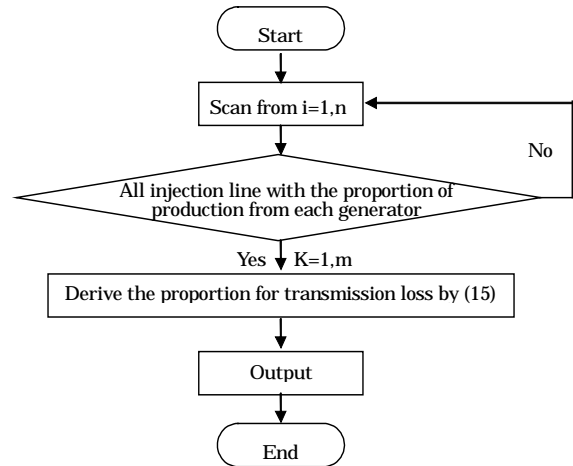 Start
Scan from i=1,n
No
All injection line with the proportion of
production from each generator
Yes K=1,m
Derive the proportion for transmission loss by (15)
Output
End